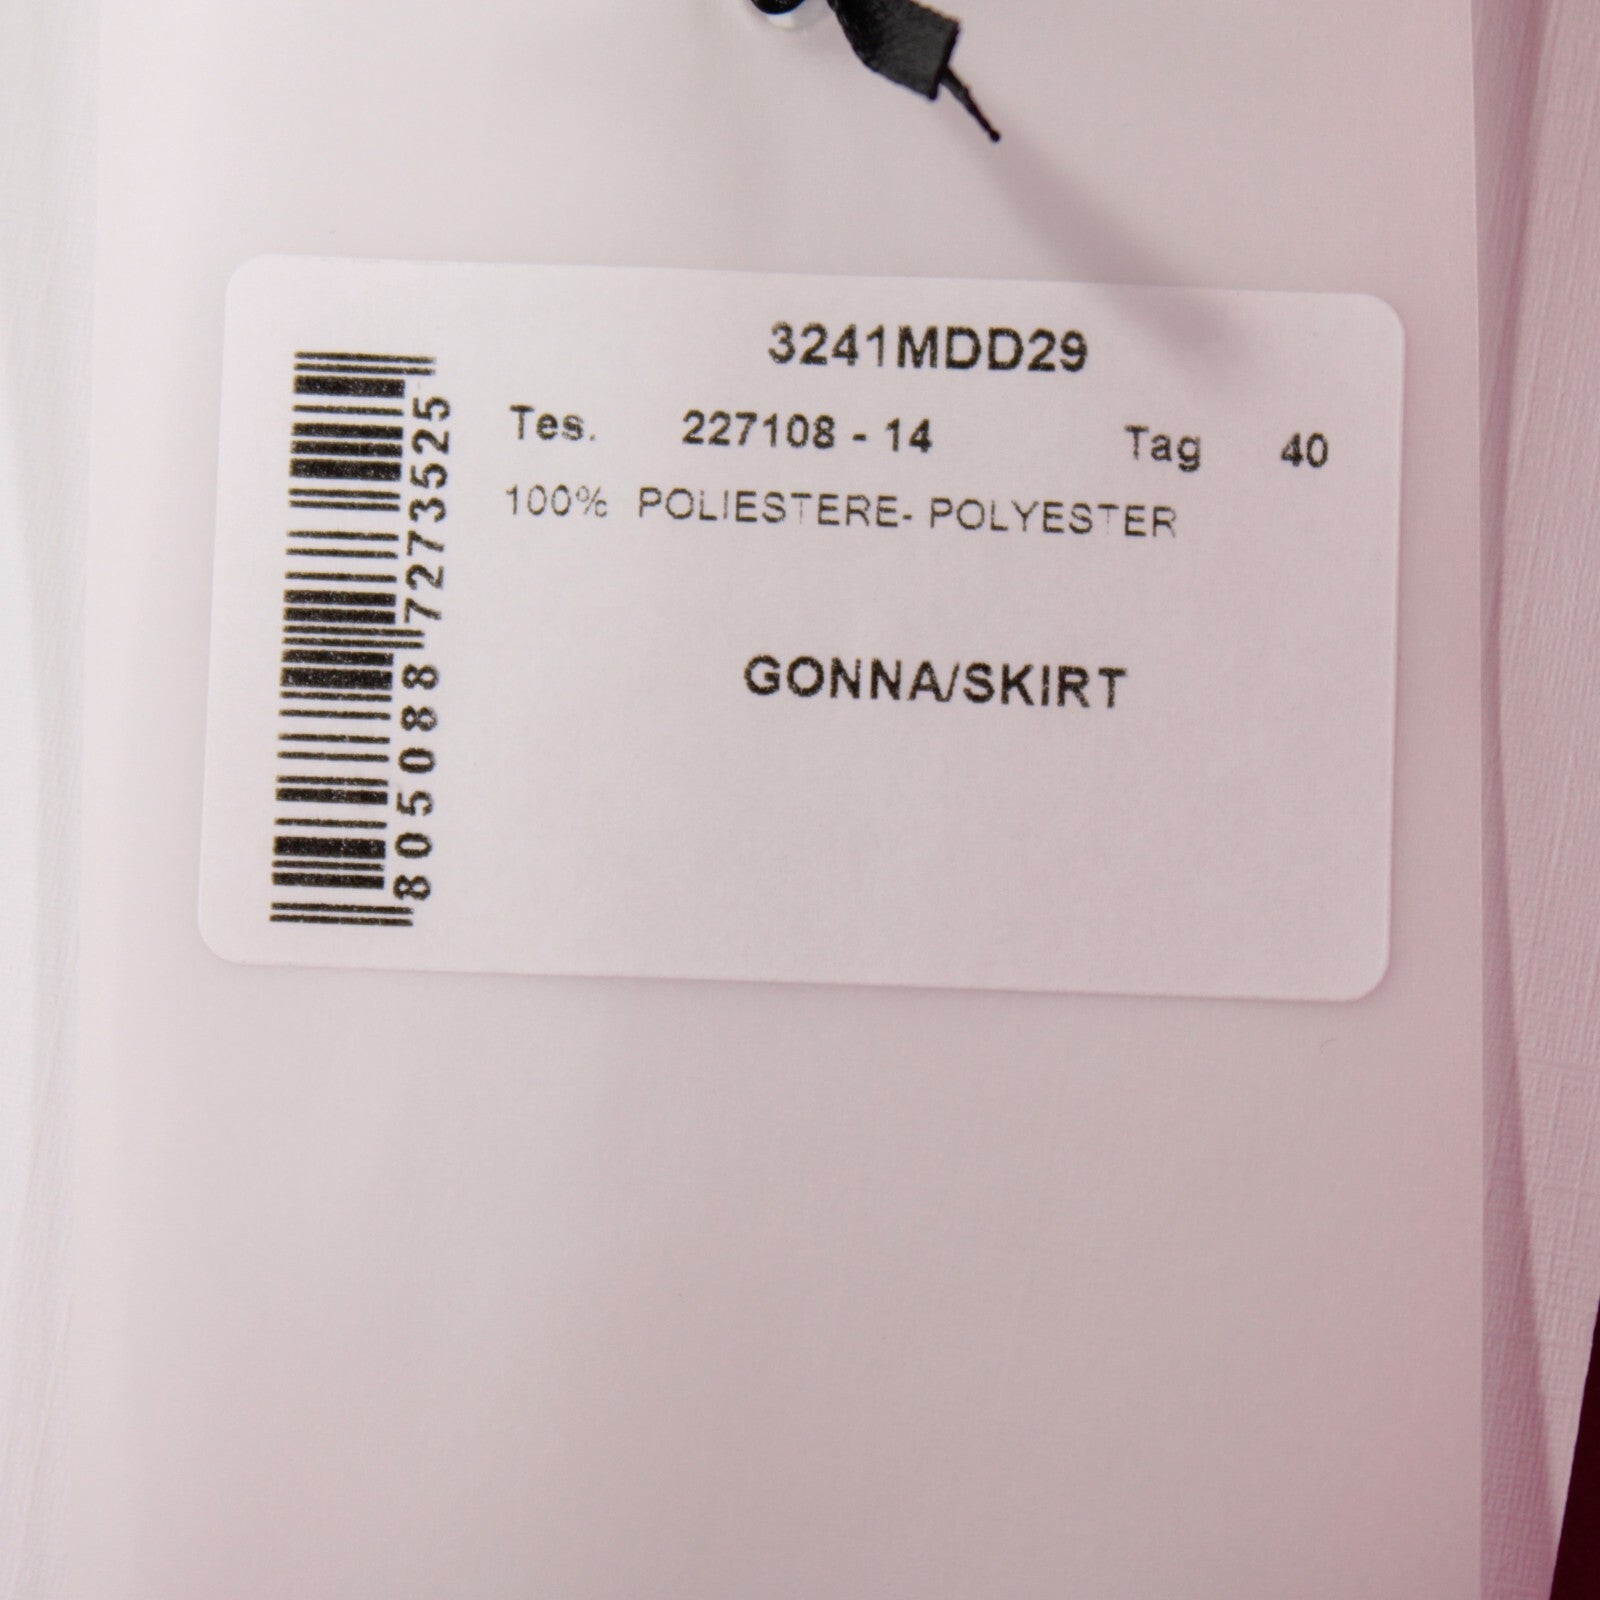 3241MDD29
Tes. 227108 - 14 Tag 40
100% POLIESTERE- POLYESTER
GONNA/SKIRT
8050887273525